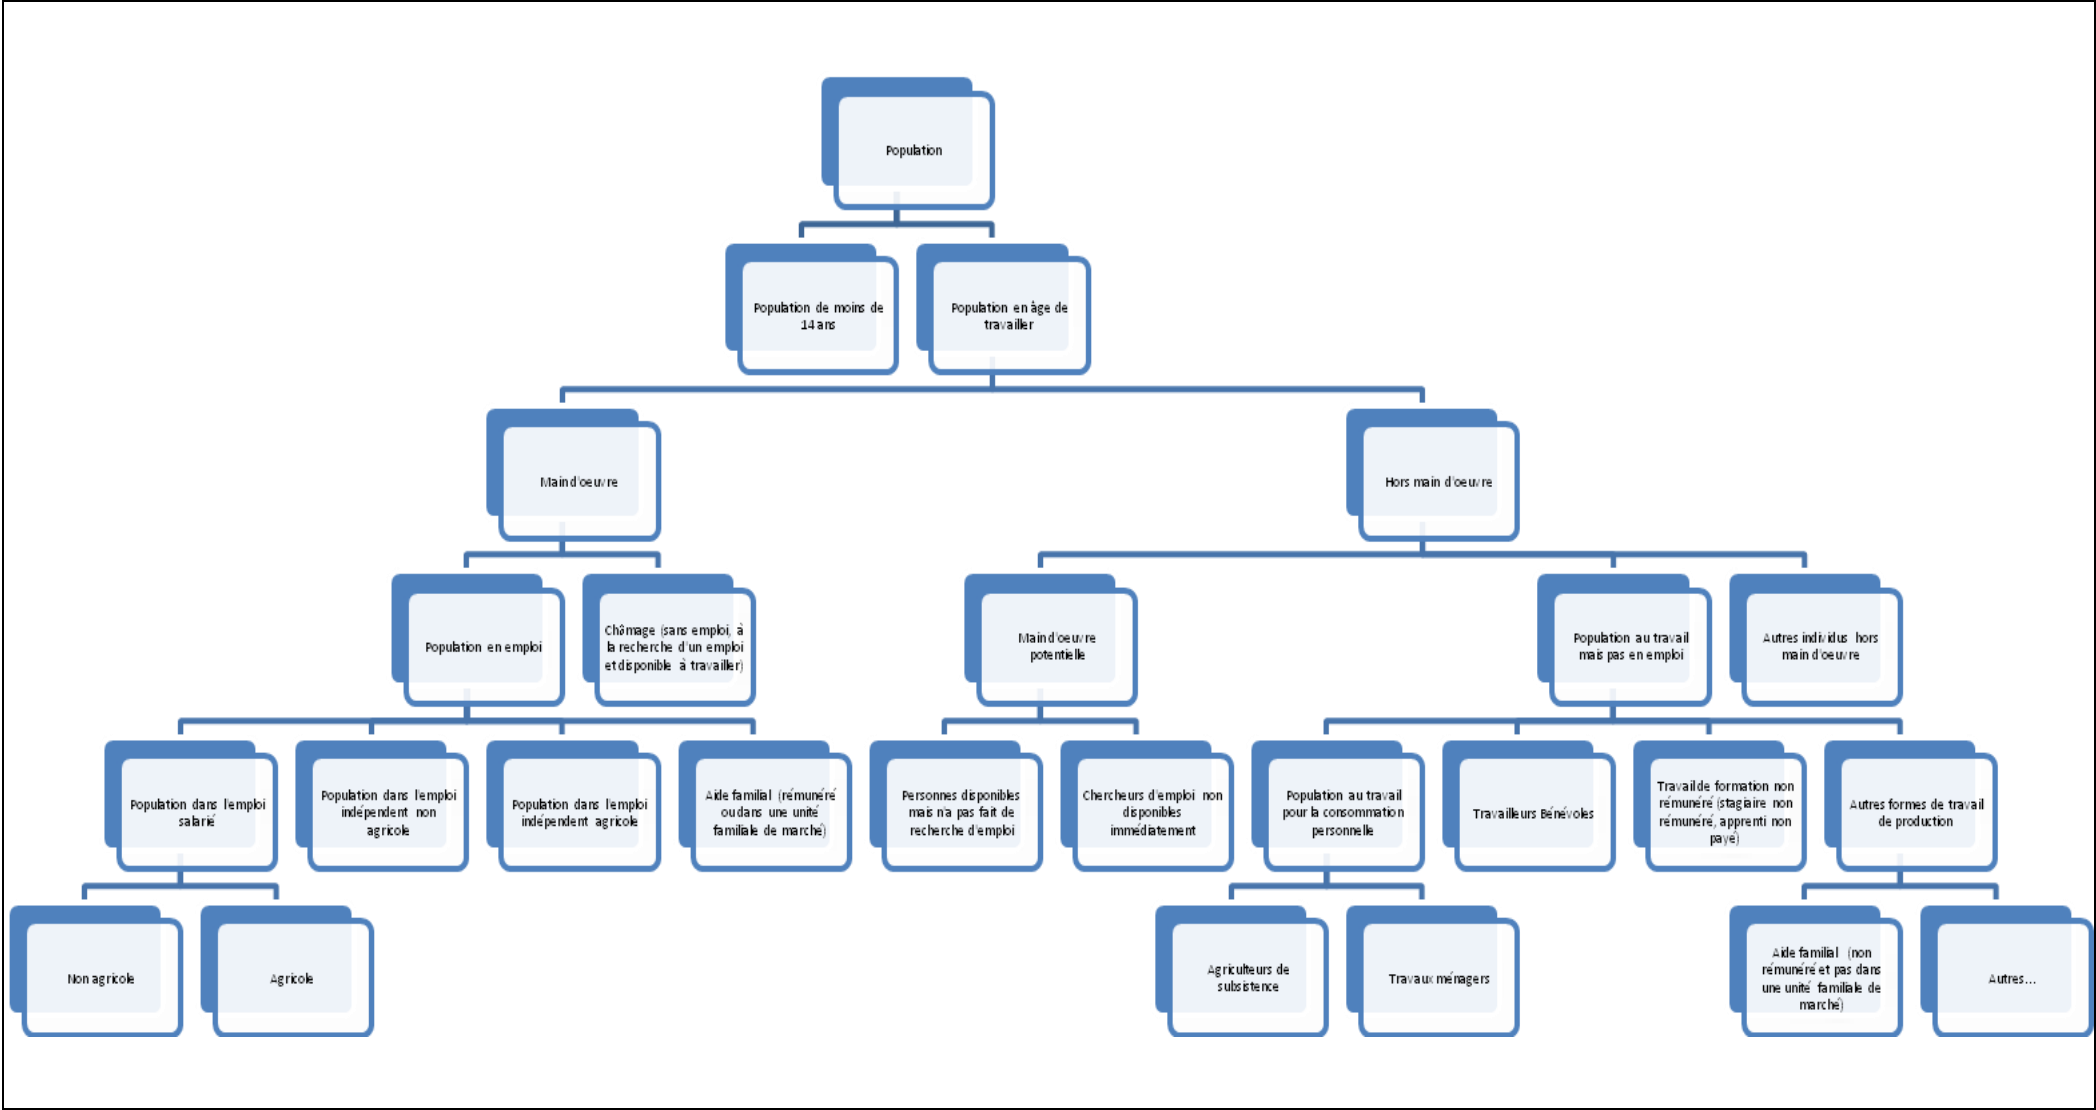 Population
Population de moins de
14 ans
Population en âge de
travailler
Main d'oeuvre
Hors main d'oeuvre
Population en emploi
Chômage (sans emploi, à
la recherche d'un emploi
et disponible à travailler)
Main d'oeuvre
potentielle
Population au travail
mais pas en emploi
Autres individus hors
main d'oeuvre
Population dans l'emploi
salarié
Population dans l'emploi
indépendent non
agricole
Population dans l'emploi
indépendent agricole
Aide familial (rémunéré
ou dans une unité
familiale de marché)
Personnes disponibles
mais n'a pas fait de
recherche d'emploi
Chercheurs d'emploi non
disponibles
immédiatement
Population au travail
pour la consommation
personnelle
Travailleurs Bénévoles
Travail de formation non
rémunéré (stagiaire non
rémunéré, apprenti non
payé)
Autres formes de travail
de production
Non agricole
Agricole
Agriculteurs de
subsistence
Travaux ménagers
Aide familial (non
rémunéré et pas dans
une unité familiale de
marché)
Autres...